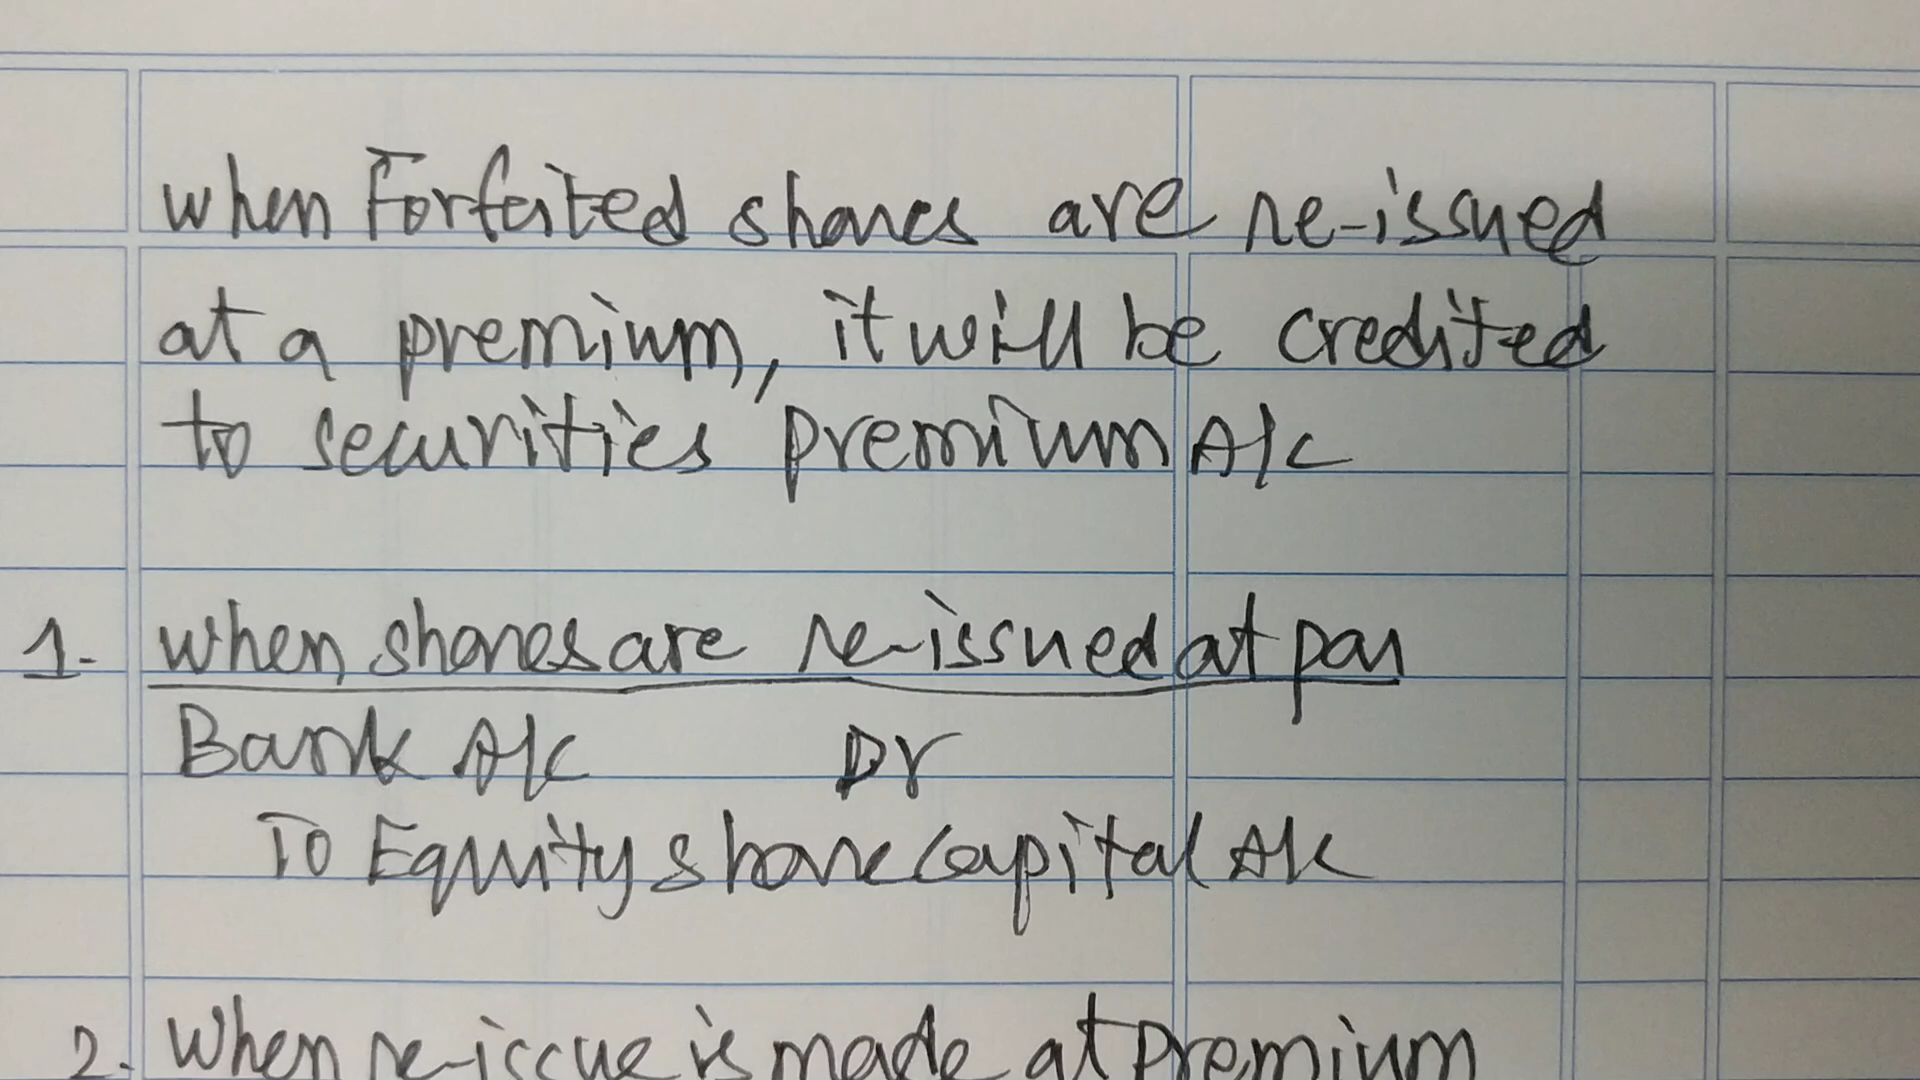 when Forfeited shares are re-issued
at a premium, it will be credited
to securities premium A/c
1. when shares are re-issued at par
Bank A/c Dr
To Equity share capital A/c
2. when re-issue is made at premium